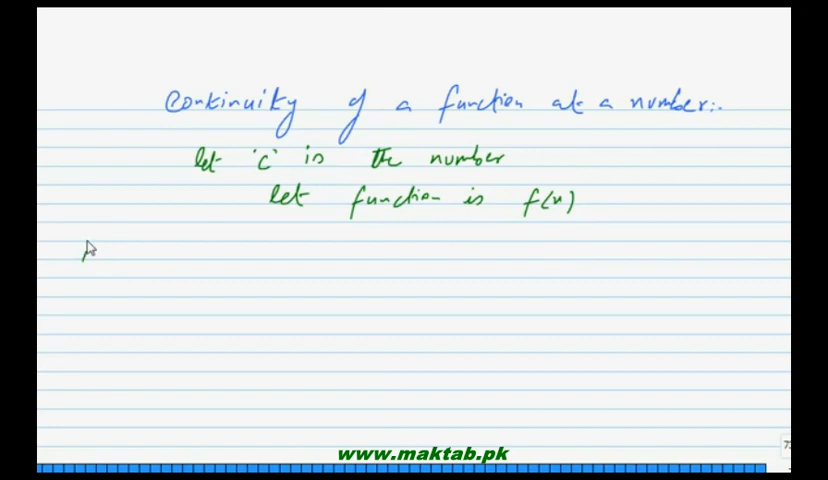 Continuity of a function at a number:.
let 'c' is the number
let function is f(x)
www.maktab.pk